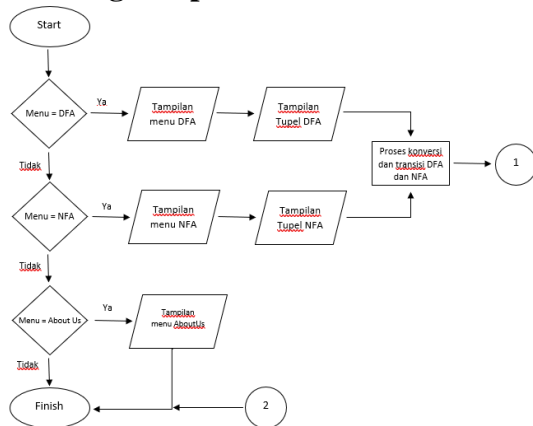 Start
Menu = DFA
Ya
Tampilan
menu DFA
Tampilan
Tupel DFA
Proses konversi
dan transisi DFA
dan NFA
1
Tidak
Menu = NFA
Ya
Tampilan
menu NFA
Tampilan
Tupel NFA
Tidak
Menu = About Us
Ya
Tampilan
menu AboutUs
Tidak
Finish
2